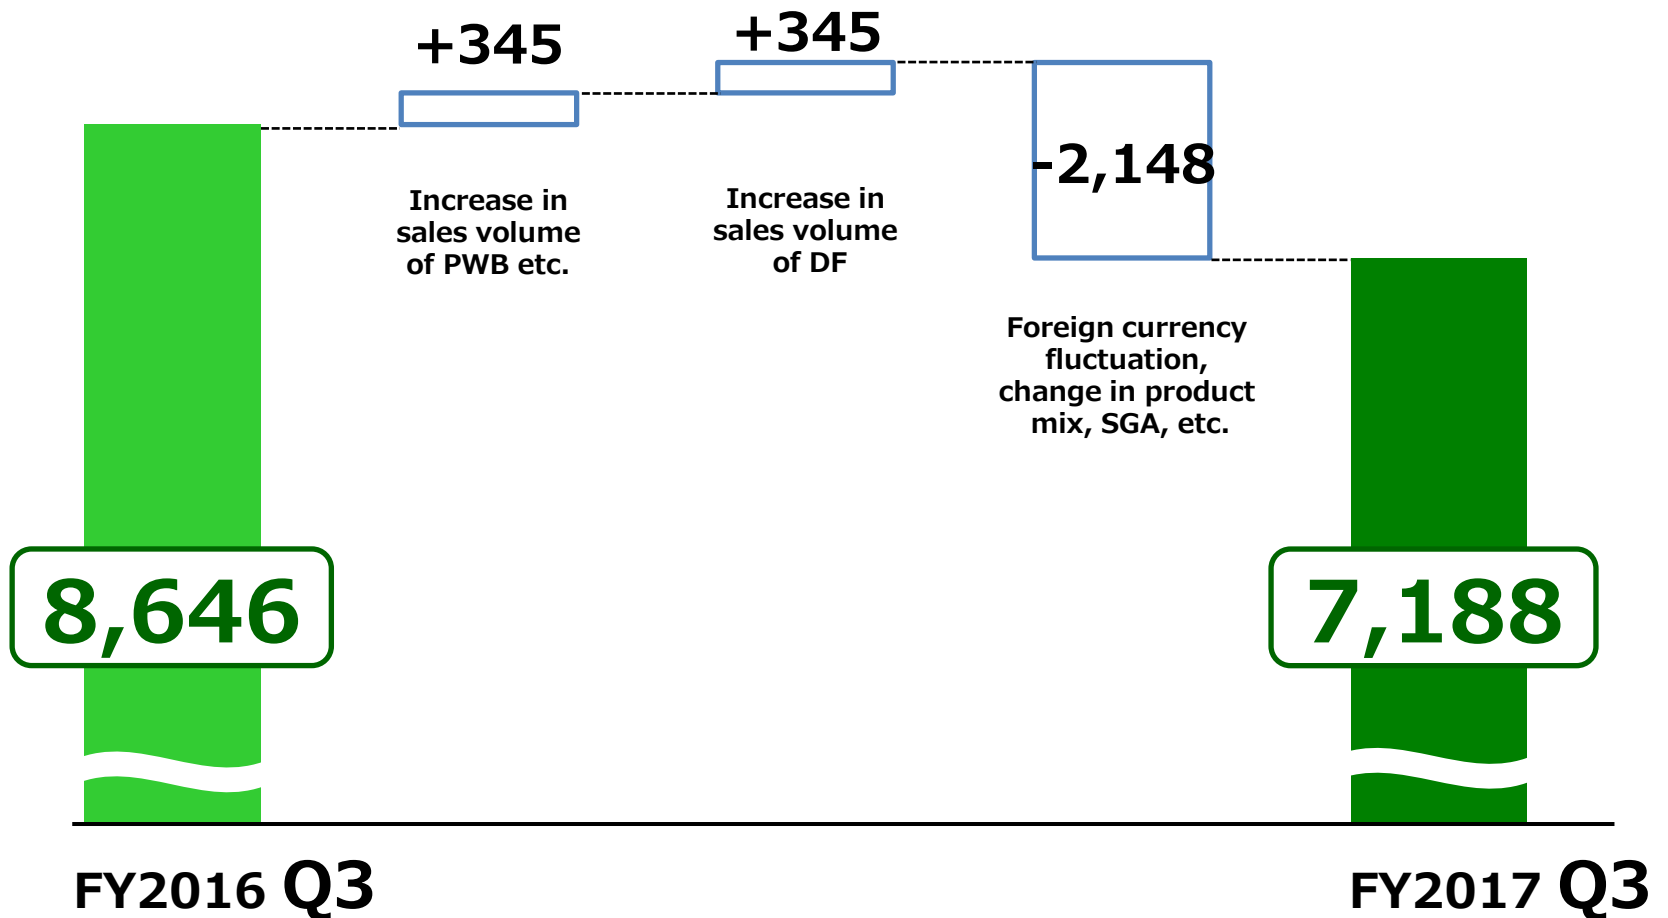 +345
+345
-2,148
Increase in
sales volume
of PWB etc.
Increase in
sales volume
of DF
Foreign currency
fluctuation,
change in product
mix, SGA, etc.
8,646
7,188
FY2016 Q3
FY2017 Q3